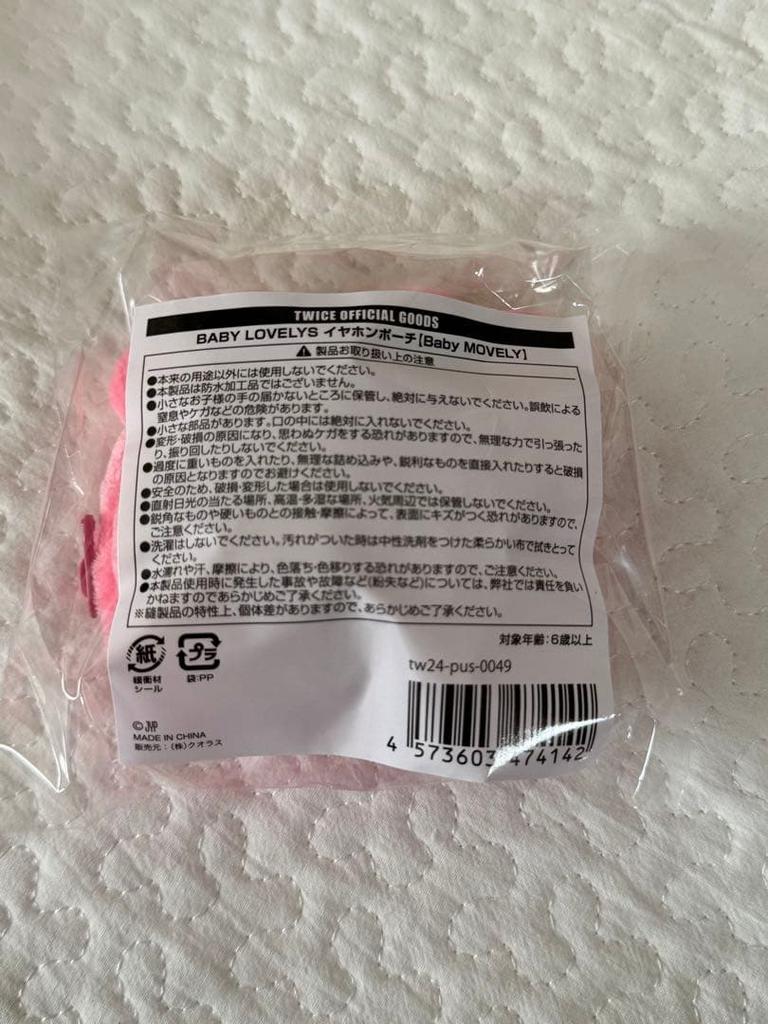 TWICE OFFICIAL GOODS
BABY LOVELYS イヤホンポーチ[Baby MOVELY]
製品お取り扱い上の注意
●本来の用途以外には使用しないでください。
●本製品は防水加工品ではございません。
●小さなお子様の手の届かないところに保管し、絶対に与えないでください。誤飲による
窒息やケガなどの危険があります。
●小さな部品があります。口の中には絶対に入れないでください。
●変形・破損の原因になり、思わぬケガをする恐れがありますので、無理な力で引っ張った
り、振り回したりしないでください。
●過度に重いものを入れたり、無理な詰め込みや、鋭利なものを直接入れたりすると破損
の原因となりますのでお避けください。
●安全のため、破損・変形した場合は使用しないでください。
●直射日光の当たる場所、高温・多湿な場所、火気周辺では保管しないでください。
●鋭角なものや硬いものとの接触・摩擦によって、表面にキズがつく恐れがありますので、
ご注意ください。
●洗濯はしないでください。汚れがついた時は中性洗剤をつけた柔らかい布で拭きとって
ください。
●水濡れや汗、摩擦により、色落ち・色移りする恐れがありますので、ご注意ください。
●本製品使用時に発生した事故や故障など(紛失など)については、弊社では責任を負い
かねますのであらかじめご了承ください。
※縫製品の特性上、個体差がありますので、あらかじめご了承ください。
対象年齢:6歳以上
紙 プラ
緩衝材 袋:PP
シール
tw24-pus-0049
©JYP
MADE IN CHINA
販売元:(株)クオラス
4 573603 474142